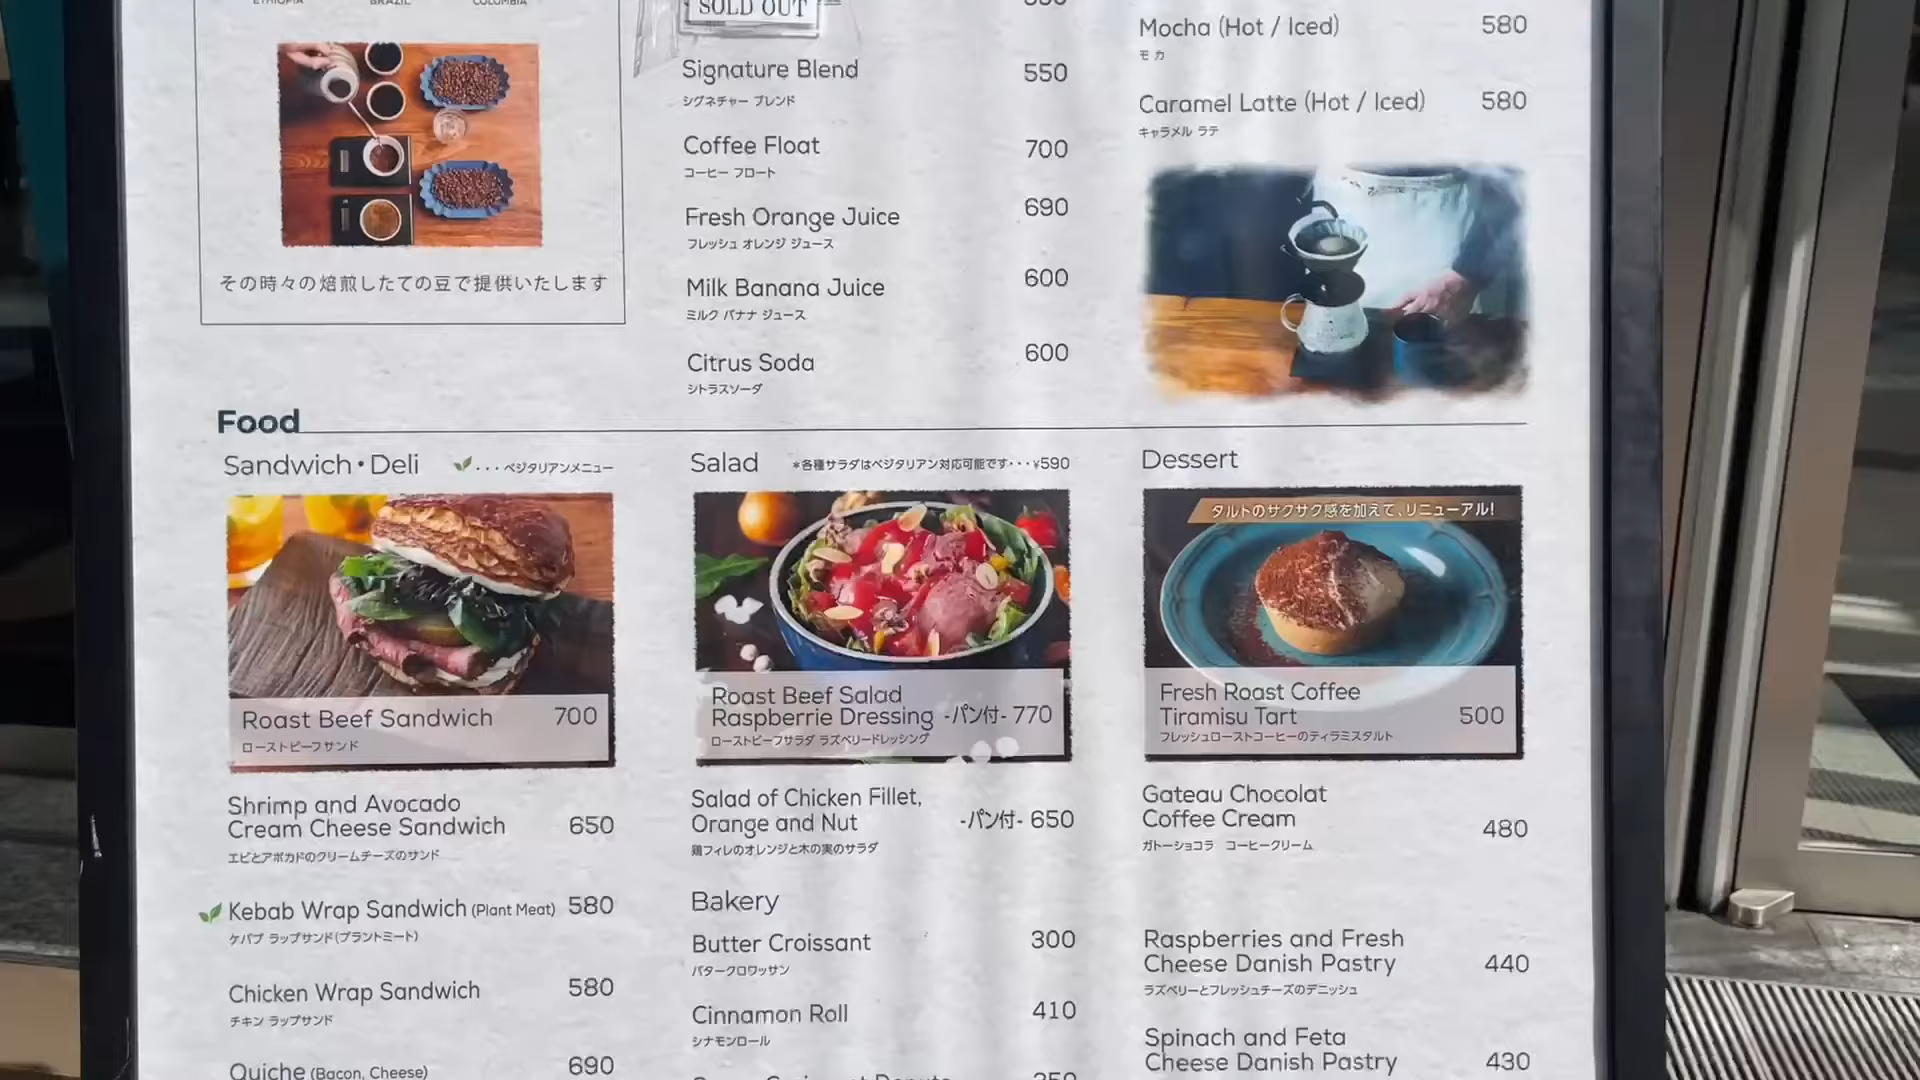 ETHIOPIA BRAZIL COLOMBIA
その時々の焙煎したての豆で提供いたします
SOLD OUT
Signature Blend 550
シグネチャー ブレンド
Coffee Float 700
コーヒー フロート
Fresh Orange Juice 690
フレッシュ オレンジ ジュース
Milk Banana Juice 600
ミルク バナナ ジュース
Citrus Soda 600
シトラスソーダ
Mocha (Hot / Iced) 580
モカ
Caramel Latte (Hot / Iced) 580
キャラメル ラテ
Food
Sandwich・Deli ・・・ベジタリアンメニュー
Roast Beef Sandwich 700
ローストビーフサンド
Shrimp and Avocado
Cream Cheese Sandwich 650
エビとアボカドのクリームチーズのサンド
Kebab Wrap Sandwich (Plant Meat) 580
ケバブ ラップサンド(プラントミート)
Chicken Wrap Sandwich 580
チキン ラップサンド
Quiche (Bacon, Cheese) 690
Salad *各種サラダはベジタリアン対応可能です・・・¥590
Roast Beef Salad
Raspberrie Dressing -パン付- 770
ローストビーフサラダ ラズベリードレッシング
Salad of Chicken Fillet,
Orange and Nut -パン付- 650
鶏フィレのオレンジと木の実のサラダ
Bakery
Butter Croissant 300
バタークロワッサン
Cinnamon Roll 410
シナモンロール
Dessert
タルトのサクサク感を加えて、リニューアル!
Fresh Roast Coffee
Tiramisu Tart 500
フレッシュローストコーヒーのティラミスタルト
Gateau Chocolat
Coffee Cream 480
ガトーショコラ コーヒークリーム
Raspberries and Fresh
Cheese Danish Pastry 440
ラズベリーとフレッシュチーズのデニッシュ
Spinach and Feta
Cheese Danish Pastry 430